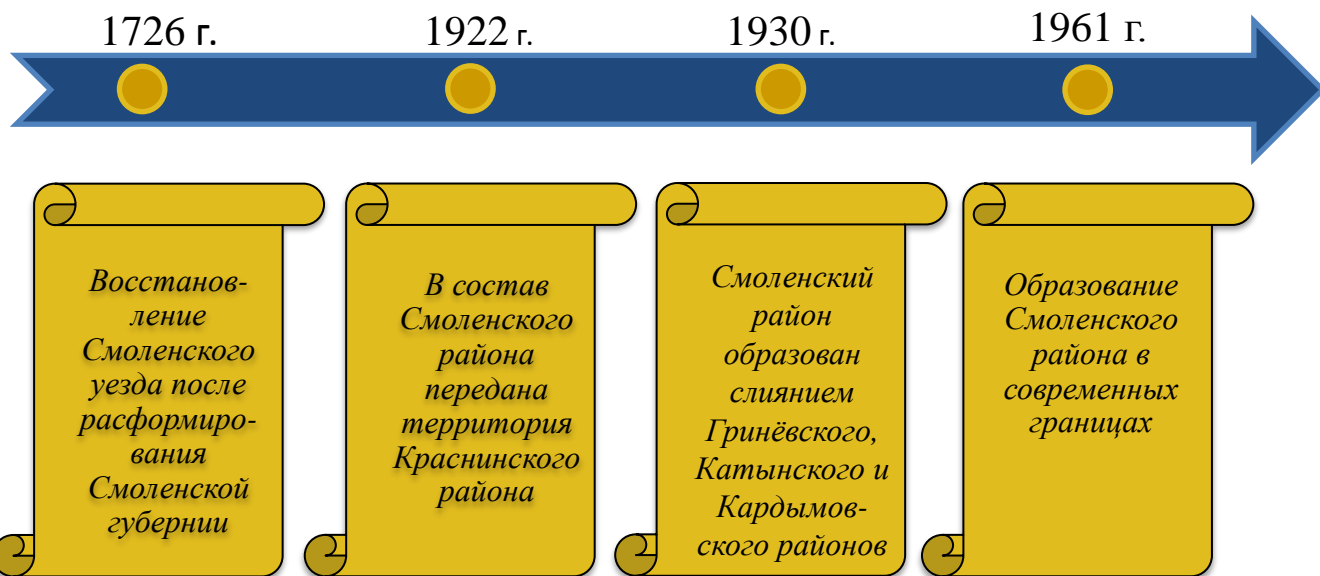 1726 г.
1922 г.
1930 г.
1961 г.
Восстанов-
ление
Смоленского
уезда после
расформиро-
вания
Смоленской
губернии
В состав
Смоленского
района
передана
территория
Краснинского
района
Смоленский
район
образован
слиянием
Гринёвского,
Катынского и
Кардымов-
ского районов
Образование
Смоленского
района в
современных
границах